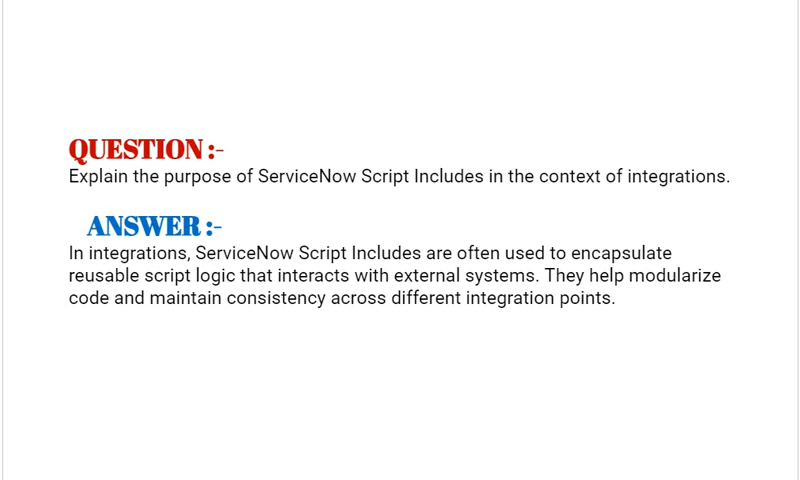 QUESTION :-
Explain the purpose of ServiceNow Script Includes in the context of integrations.
ANSWER :-
In integrations, ServiceNow Script Includes are often used to encapsulate
reusable script logic that interacts with external systems. They help modularize
code and maintain consistency across different integration points.